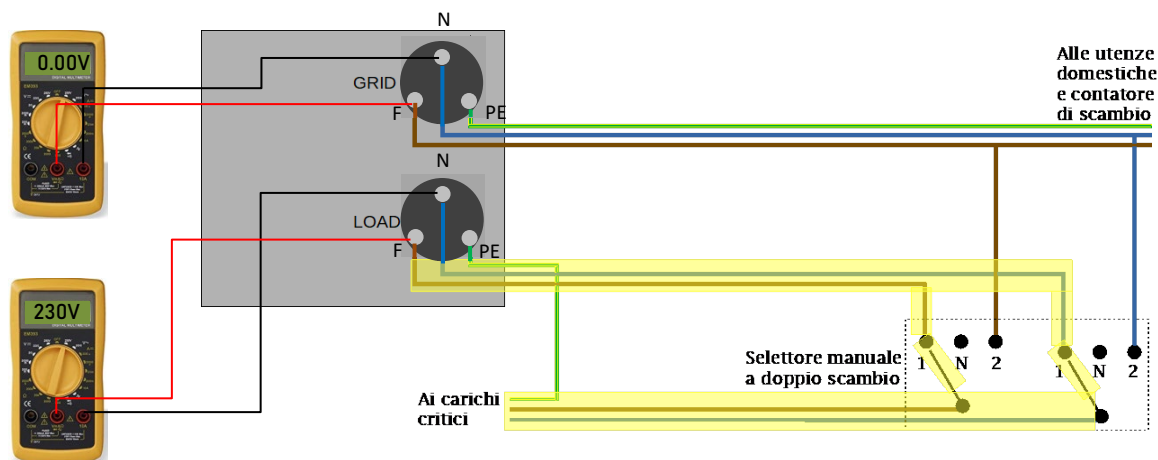 N
0.00V
GRID
F
PE
Alle utenze
domestiche
e contatore
di scambio
N
LOAD
F
PE
230V
Selettore manuale
a doppio scambio
1
N
2
1
N
2
Ai carichi
critici